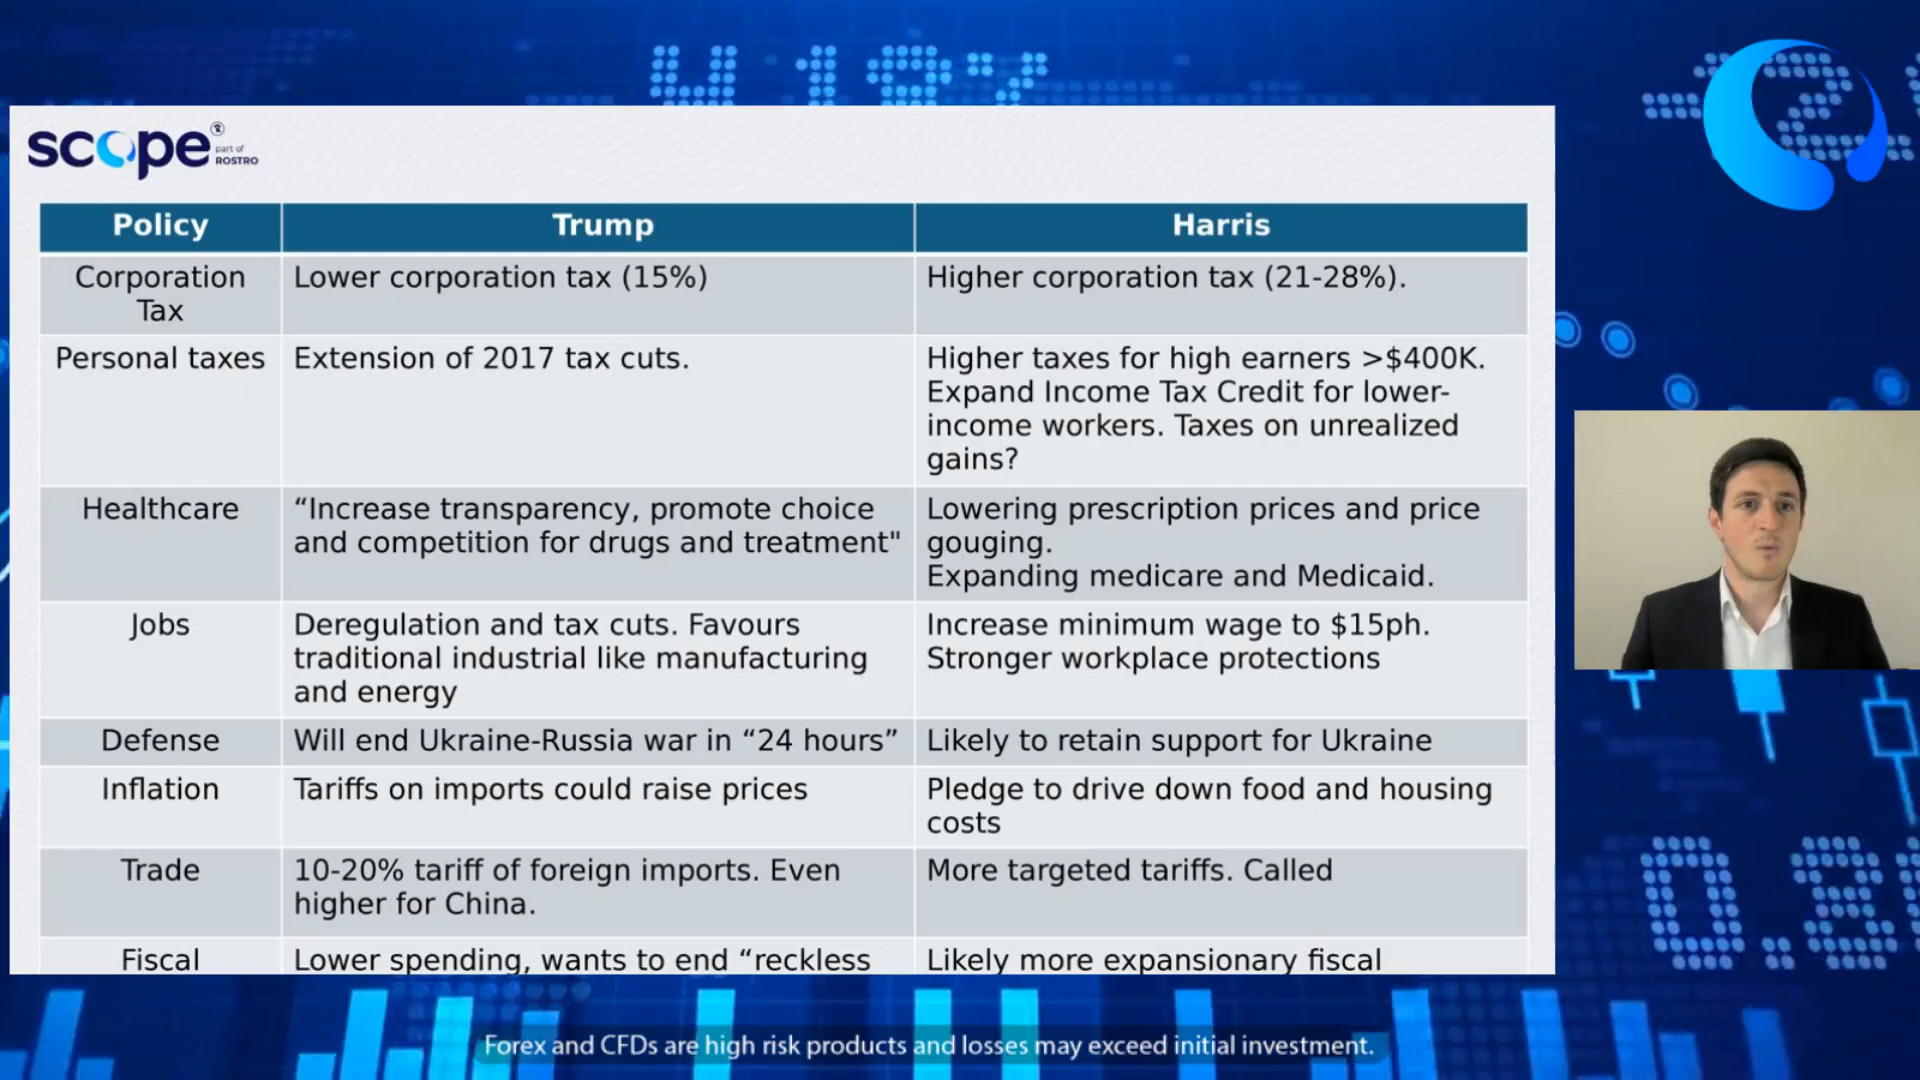 4.18%
-2
scope®
part of
ROSTRO
Policy
Trump
Harris
Corporation
Tax
Lower corporation tax (15%)
Higher corporation tax (21-28%).
Personal taxes
Extension of 2017 tax cuts.
Higher taxes for high earners >$400K.
Expand Income Tax Credit for lower-
income workers. Taxes on unrealized
gains?
Healthcare
“Increase transparency, promote choice
and competition for drugs and treatment"
Lowering prescription prices and price
gouging.
Expanding medicare and Medicaid.
Jobs
Deregulation and tax cuts. Favours
traditional industrial like manufacturing
and energy
Increase minimum wage to $15ph.
Stronger workplace protections
Defense
Will end Ukraine-Russia war in “24 hours”
Likely to retain support for Ukraine
Inflation
Tariffs on imports could raise prices
Pledge to drive down food and housing
costs
Trade
10-20% tariff of foreign imports. Even
higher for China.
More targeted tariffs. Called
Fiscal
Lower spending, wants to end “reckless
Likely more expansionary fiscal
0.8
Forex and CFDs are high risk products and losses may exceed initial investment.